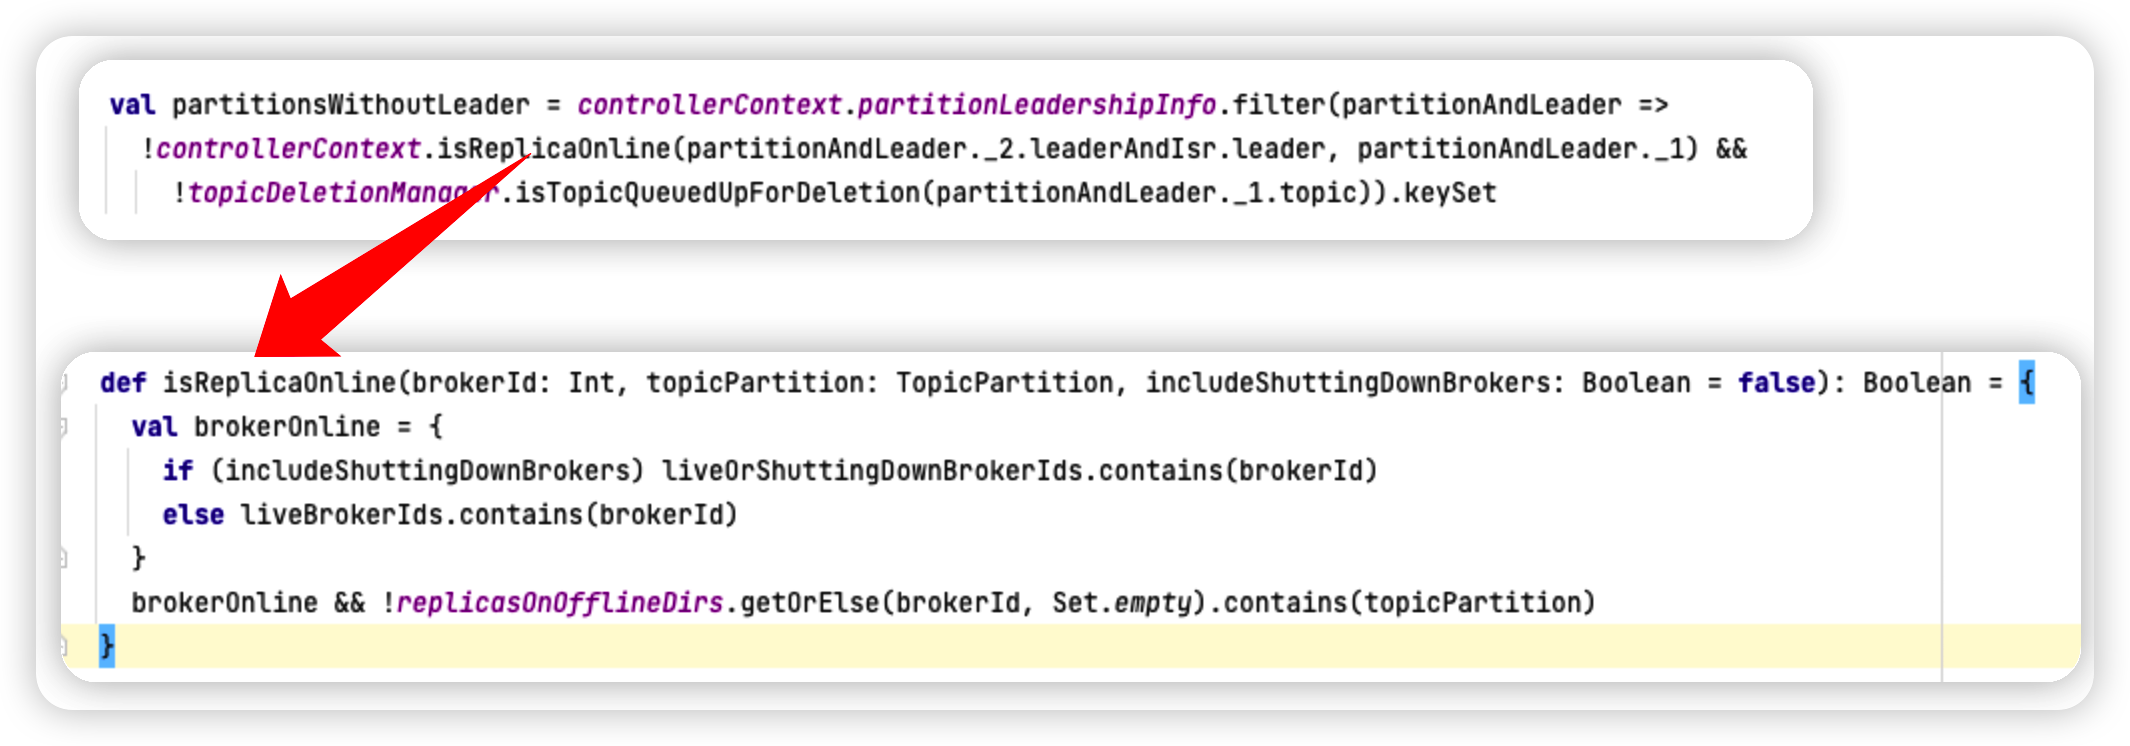 val partitionsWithoutLeader = controllerContext.partitionLeadershipInfo.filter(partitionAndLeader =>
!controllerContext.isReplicaOnline(partitionAndLeader._2.leaderAndIsr.leader, partitionAndLeader._1) &&
!topicDeletionManager.isTopicQueuedUpForDeletion(partitionAndLeader._1.topic)).keySet
def isReplicaOnline(brokerId: Int, topicPartition: TopicPartition, includeShuttingDownBrokers: Boolean = false): Boolean = {
val brokerOnline = {
if (includeShuttingDownBrokers) liveOrShuttingDownBrokerIds.contains(brokerId)
else liveBrokerIds.contains(brokerId)
}
brokerOnline && !replicasOnOfflineDirs.getOrElse(brokerId, Set.empty).contains(topicPartition)
}